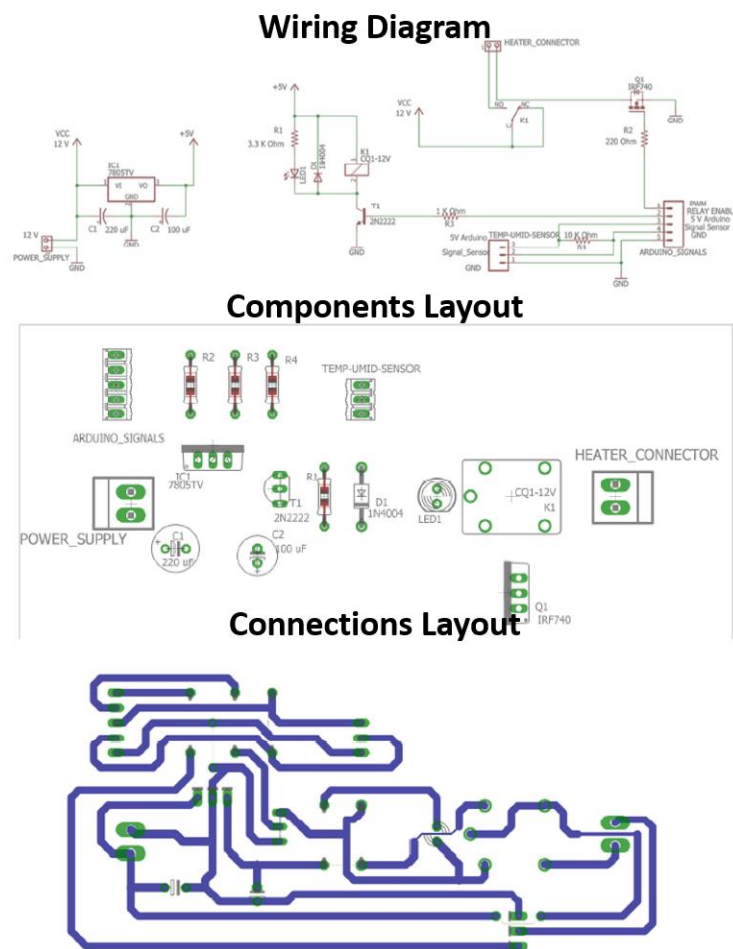 Wiring Diagram
HEATER_CONNECTOR
+5V
VCC
12 V
NO
NC
K1
Q1
IRF740
GND
R2
220 Ohm
R1
3.3 K Ohm
LED1
D1
1N4004
K1
CQ1-12V
VCC
12 V
+5V
IC1
7805TV
VI
VO
GND
C1
220 uF
C2
100 uF
GND
12 V
POWER_SUPPLY
GND
T1
2N2222
GND
1 K Ohm
R3
PWM
RELAY ENABL
5 V Arduino
Signal Sensor
GND
ARDUINO_SIGNALS
5V Arduino
TEMP-UMID-SENSOR
10 K Ohm
Signal_Sensor
GND
3
2
1
GND
Components Layout
R2
R3
R4
TEMP-UMID-SENSOR
ARDUINO_SIGNALS
IC1
7805TV
HEATER_CONNECTOR
R1
T1
2N2222
D1
1N4004
LED1
CQ1-12V
K1
POWER_SUPPLY
C1
220 uF
C2
100 uF
Q1
IRF740
Connections Layout